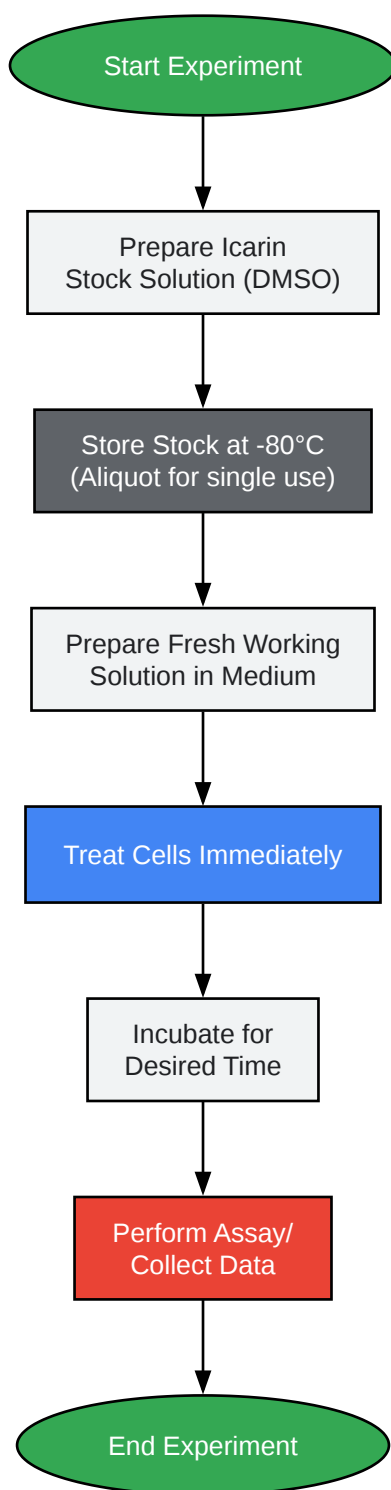 Start Experiment
Prepare Icarin
Stock Solution (DMSO)
Store Stock at -80°C
(Aliquot for single use)
Prepare Fresh Working
Solution in Medium
Treat Cells Immediately
Incubate for
Desired Time
Perform Assay/
Collect Data
End Experiment